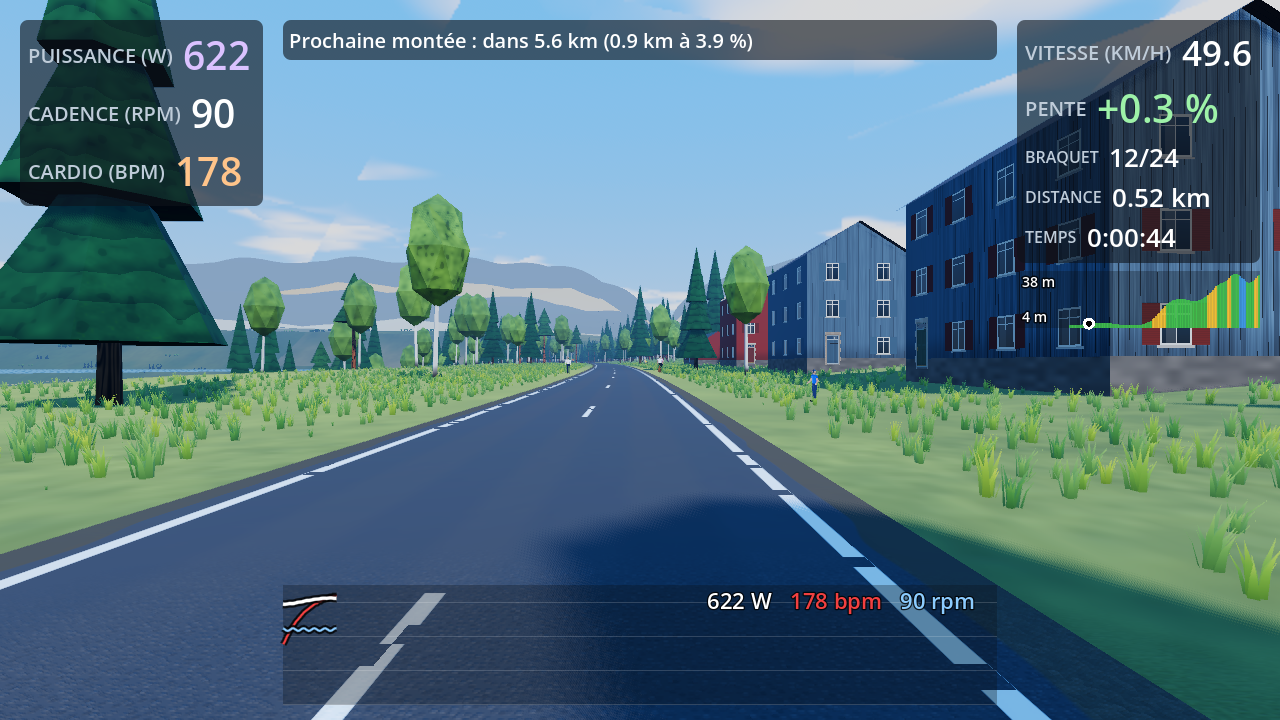 PUISSANCE (W) 622
CADENCE (RPM) 90
CARDIO (BPM) 178
Prochaine montée : dans 5.6 km (0.9 km à 3.9 %)
VITESSE (KM/H) 49.6
PENTE +0.3 %
BRAQUET 12/24
DISTANCE 0.52 km
TEMPS 0:00:44
38 m
4 m
622 W 178 bpm 90 rpm